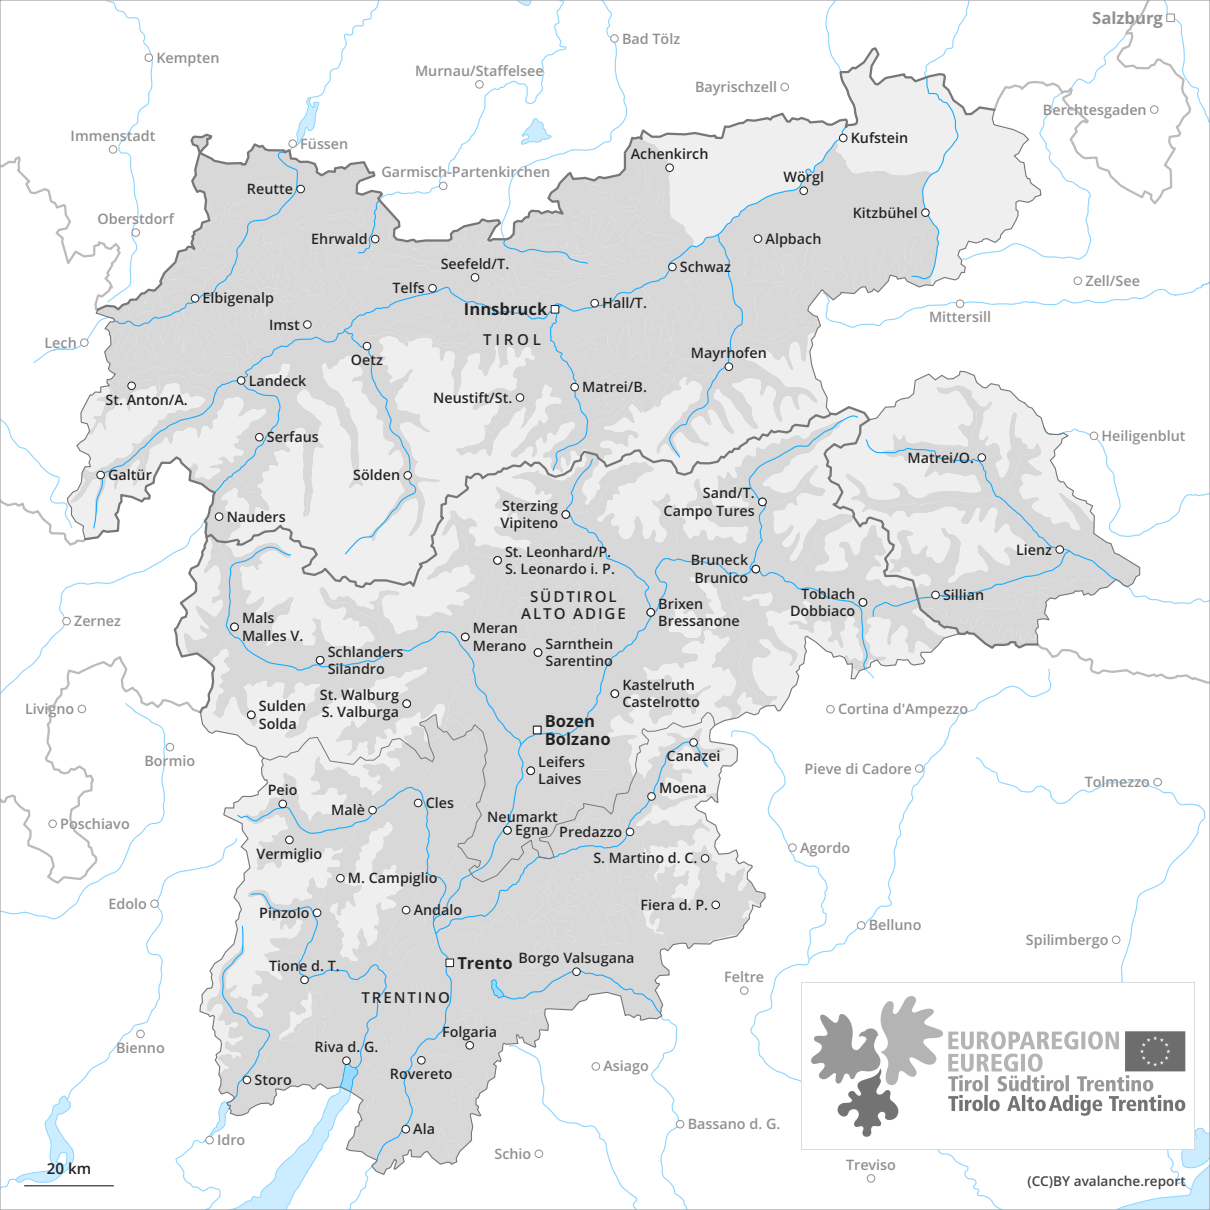 Salzburg
Bad Tölz
Kempten
Murnau/Staffelsee
Bayrischzell
Berchtesgaden
Immenstadt
Füssen
Kufstein
Achenkirch
Garmisch-Partenkirchen
Wörgl
Reutte
Oberstdorf
Kitzbühel
Ehrwald
Alpbach
Seefeld/T.
Schwaz
Zell/See
Telfs
Elbigenalp
Hall/T.
Innsbruck
Mittersill
Imst
TIROL
Lech
Oetz
Mayrhofen
Landeck
Matrei/B.
St. Anton/A.
Neustift/St.
Serfaus
Heiligenblut
Matrei/O.
Galtür
Sölden
Sand/T.
Campo Tures
Sterzing
Vipiteno
Nauders
Lienz
St. Leonhard/P.
S. Leonardo i. P.
Bruneck
Brunico
SÜDTIROL
ALTO ADIGE
Toblach
Dobbiaco
Sillian
Brixen
Bressanone
Zernez
Mals
Malles V.
Meran
Merano
Sarnthein
Sarentino
Schlanders
Silandro
Kastelruth
Castelrotto
St. Walburg
S. Valburga
Sulden
Solda
Livigno
Cortina d'Ampezzo
Bozen
Bolzano
Bormio
Canazei
Leifers
Laives
Pieve di Cadore
Tolmezzo
Peio
Moena
Malè
Cles
Neumarkt
Egna
Predazzo
Poschiavo
Vermiglio
S. Martino d. C.
Agordo
M. Campiglio
Edolo
Pinzolo
Andalo
Fiera d. P.
Belluno
Spilimbergo
Tione d. T.
Trento
Borgo Valsugana
Feltre
TRENTINO
Folgaria
Bienno
Riva d. G.
Rovereto
Storo
Asiago
EUROPAREGION
EUREGIO
Tirol Südtirol Trentino
Tirolo Alto Adige Trentino
Ala
Idro
Bassano d. G.
Schio
Treviso
20 km
(CC)BY avalanche.report